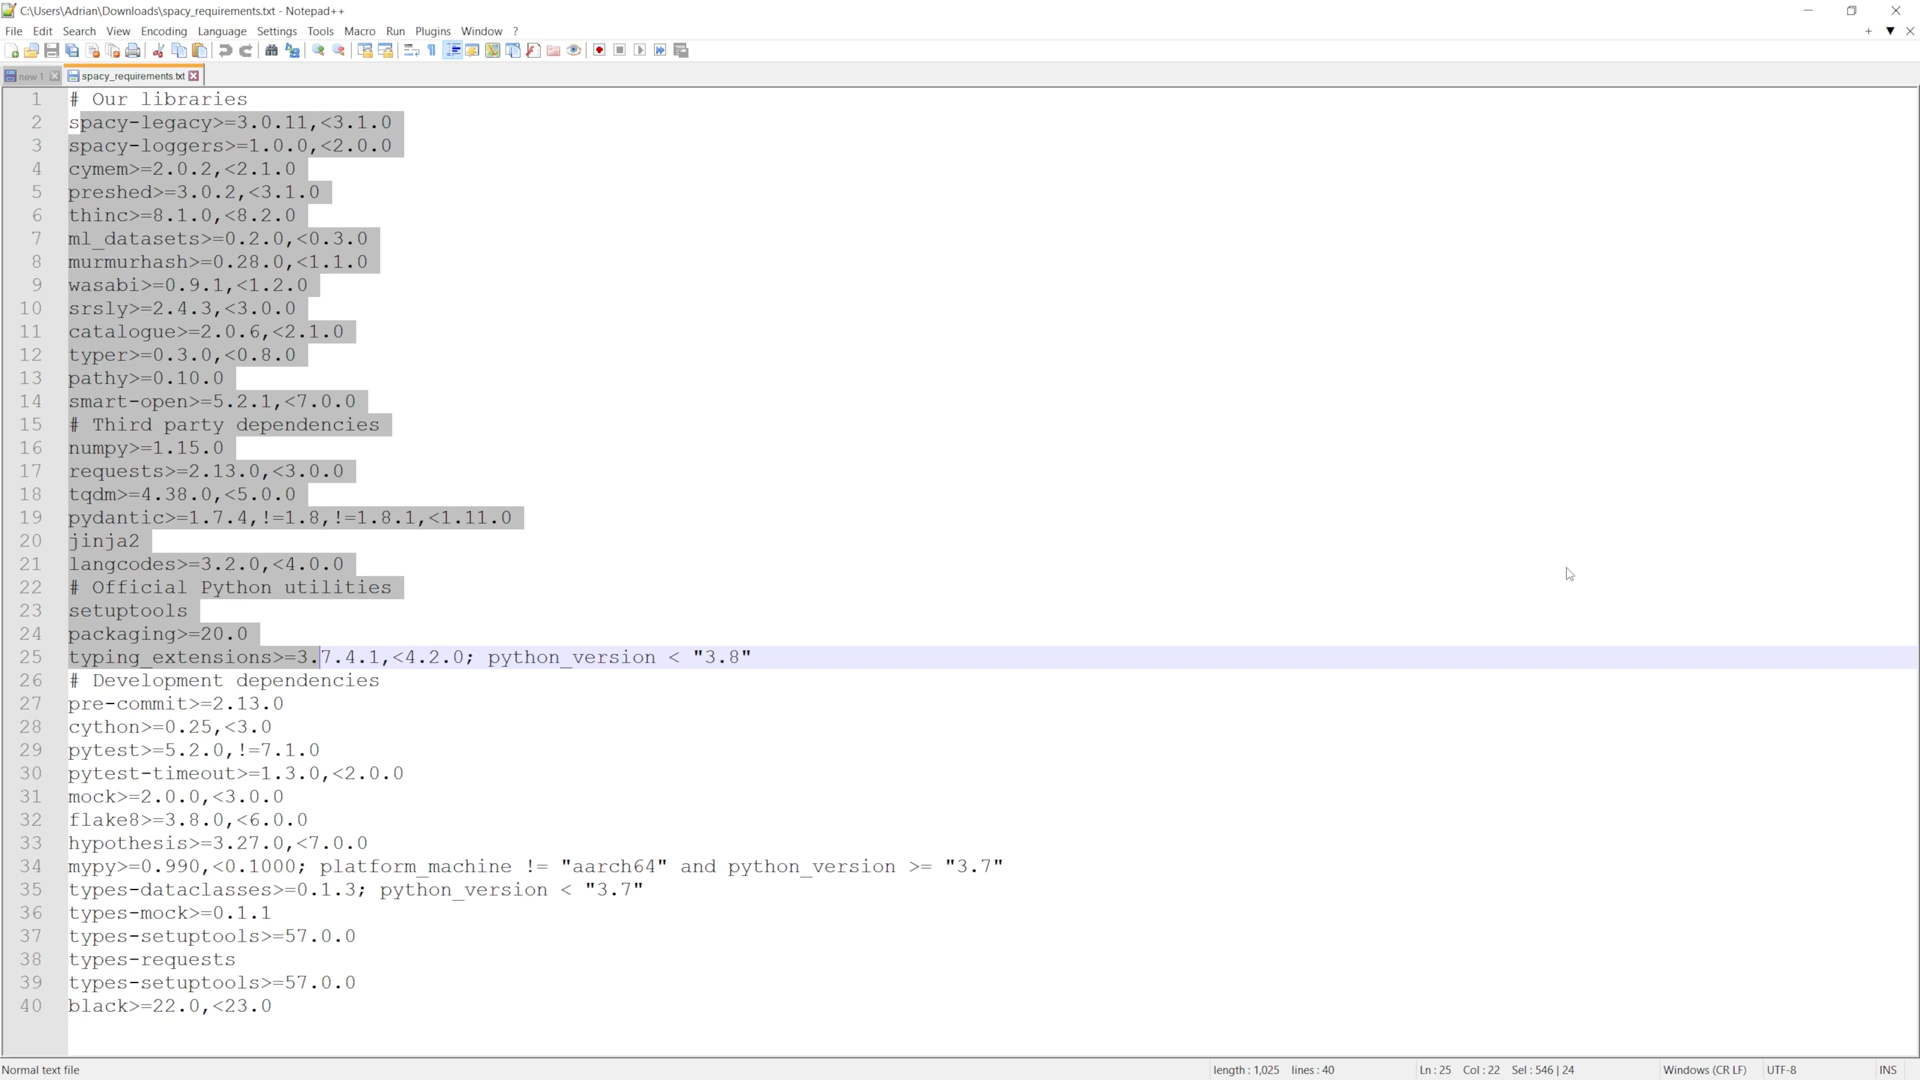 C:\Users\Adrian\Downloads\spacy_requirements.txt - Notepad++
File Edit Search View Encoding Language Settings Tools Macro Run Plugins Window ?
new 1 spacy_requirements.txt
1 # Our libraries
2 spacy-legacy>=3.0.11,<3.1.0
3 spacy-loggers>=1.0.0,<2.0.0
4 cymem>=2.0.2,<2.1.0
5 preshed>=3.0.2,<3.1.0
6 thinc>=8.1.0,<8.2.0
7 ml_datasets>=0.2.0,<0.3.0
8 murmurhash>=0.28.0,<1.1.0
9 wasabi>=0.9.1,<1.2.0
10 srsly>=2.4.3,<3.0.0
11 catalogue>=2.0.6,<2.1.0
12 typer>=0.3.0,<0.8.0
13 pathy>=0.10.0
14 smart-open>=5.2.1,<7.0.0
15 # Third party dependencies
16 numpy>=1.15.0
17 requests>=2.13.0,<3.0.0
18 tqdm>=4.38.0,<5.0.0
19 pydantic>=1.7.4,!=1.8,!=1.8.1,<1.11.0
20 jinja2
21 langcodes>=3.2.0,<4.0.0
22 # Official Python utilities
23 setuptools
24 packaging>=20.0
25 typing_extensions>=3.7.4.1,<4.2.0; python_version < "3.8"
26 # Development dependencies
27 pre-commit>=2.13.0
28 cython>=0.25,<3.0
29 pytest>=5.2.0,!=7.1.0
30 pytest-timeout>=1.3.0,<2.0.0
31 mock>=2.0.0,<3.0.0
32 flake8>=3.8.0,<6.0.0
33 hypothesis>=3.27.0,<7.0.0
34 mypy>=0.990,<0.1000; platform_machine != "aarch64" and python_version >= "3.7"
35 types-dataclasses>=0.1.3; python_version < "3.7"
36 types-mock>=0.1.1
37 types-setuptools>=57.0.0
38 types-requests
39 types-setuptools>=57.0.0
40 black>=22.0,<23.0
Normal text file length : 1,025 lines : 40 Ln : 25 Col : 22 Sel : 546 | 24 Windows (CR LF) UTF-8 INS